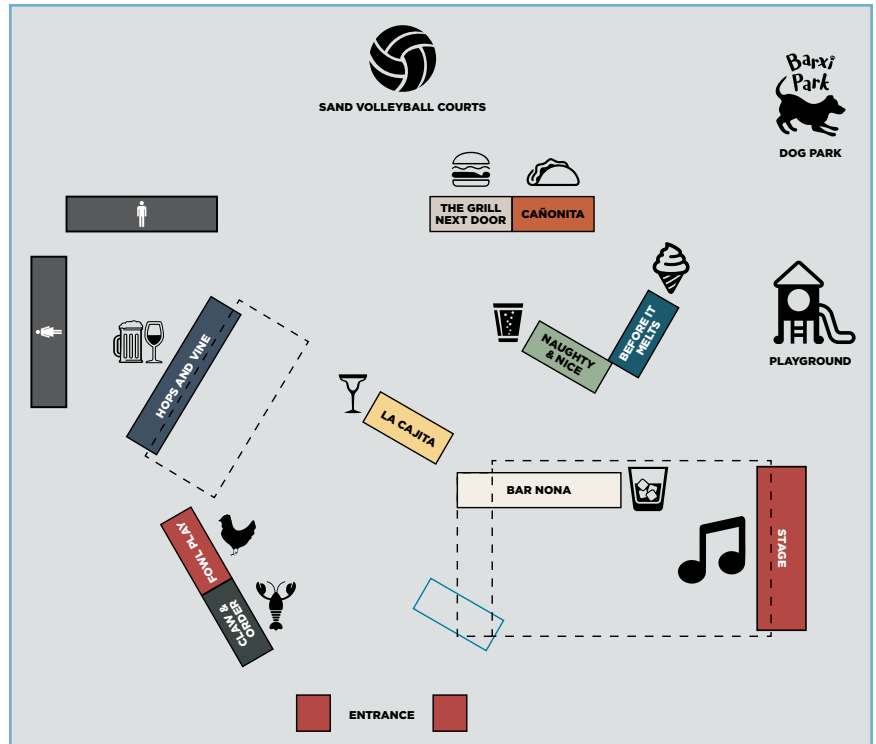 Barxi
Park
SAND VOLLEYBALL COURTS
DOG PARK
THE GRILL
NEXT DOOR
CAÑONITA
HOPS AND VINE
BEFORE IT
MELTS
NAUGHTY
& NICE
PLAYGROUND
LA CAJITA
BAR NONA
STAGE
FOWL PLAY
CLAW &
ORDER
ENTRANCE